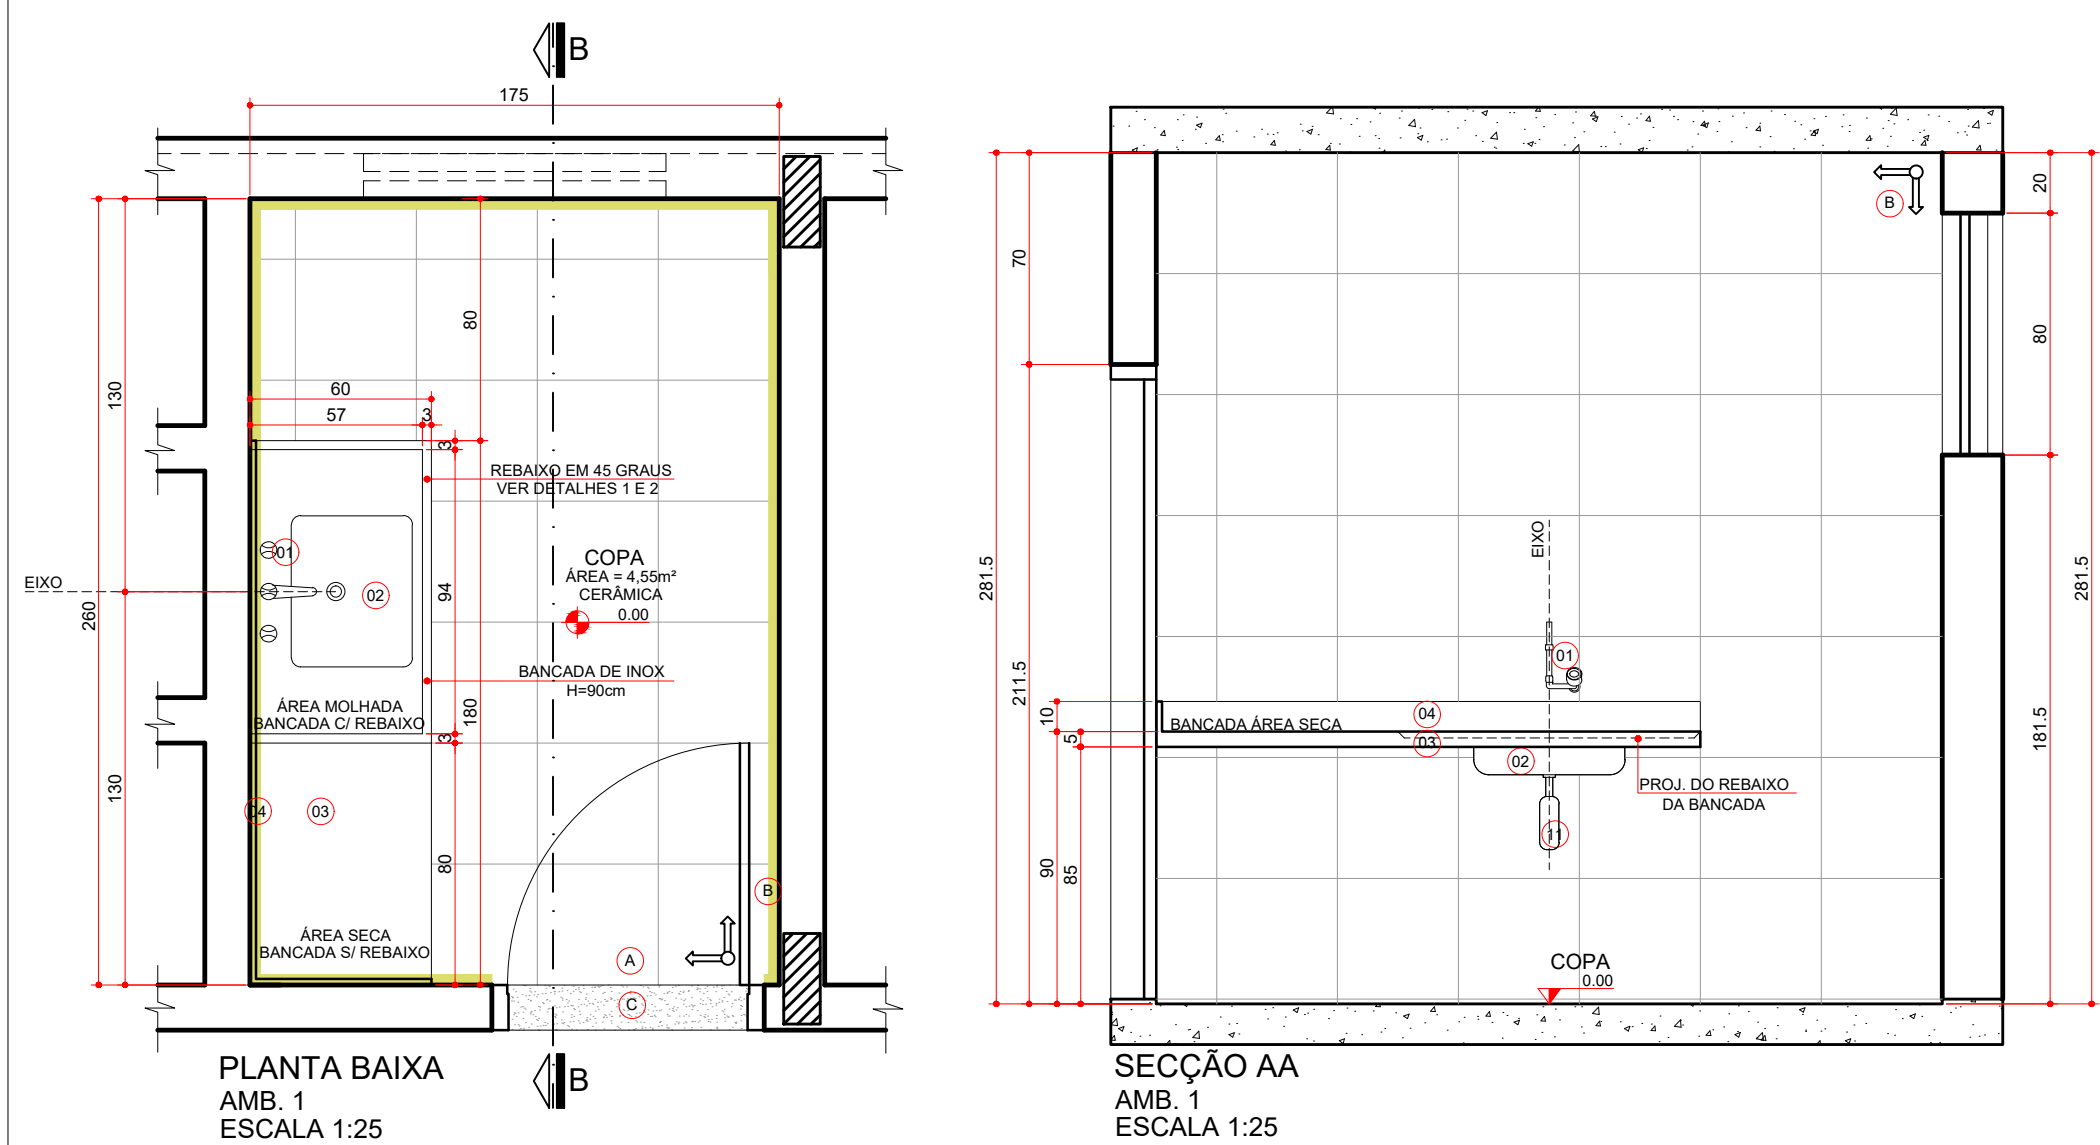 B
175
80
130
60
57
3
3
REBAIXO EM 45 GRAUS
VER DETALHES 1 E 2
01
COPA
ÁREA = 4,55m²
CERÂMICA
0.00
EIXO
02
94
260
BANCADA DE INOX
H=90cm
ÁREA MOLHADA
BANCADA C/ REBAIXO
180
3
130
04
03
80
B
ÁREA SECA
BANCADA S/ REBAIXO
A
C
B
PLANTA BAIXA
AMB. 1
ESCALA 1:25
B
20
70
80
281.5
EIXO
281.5
01
211.5
10
04
BANCADA ÁREA SECA
5
03
181.5
02
PROJ. DO REBAIXO
DA BANCADA
11
90
85
COPA
0.00
SECÇÃO AA
AMB. 1
ESCALA 1:25